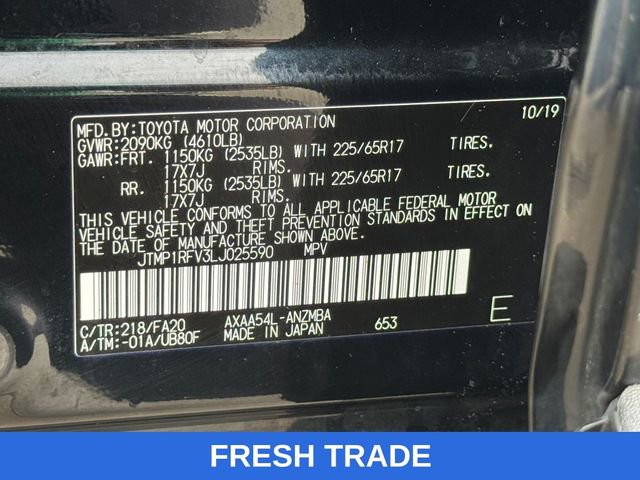 10/19
MFD.BY:TOYOTA MOTOR CORPORATION
GVWR:2090KG (4610LB)
GAWR:FRT. 1150KG (2535LB) WITH 225/65R17 TIRES.
17X7J RIMS.
RR. 1150KG (2535LB) WITH 225/65R17 TIRES.
17X7J RIMS.
THIS VEHICLE CONFORMS TO ALL APPLICABLE FEDERAL MOTOR
VEHICLE SAFETY AND THEFT PREVENTION STANDARDS IN EFFECT ON
THE DATE OF MANUFACTURE SHOWN ABOVE.
JTMP1RFV3LJ025590 MPV
C/TR:218/FA20 AXAA54L-ANZMBA 653 E
A/TM:-01A/UB80F MADE IN JAPAN
FRESH TRADE